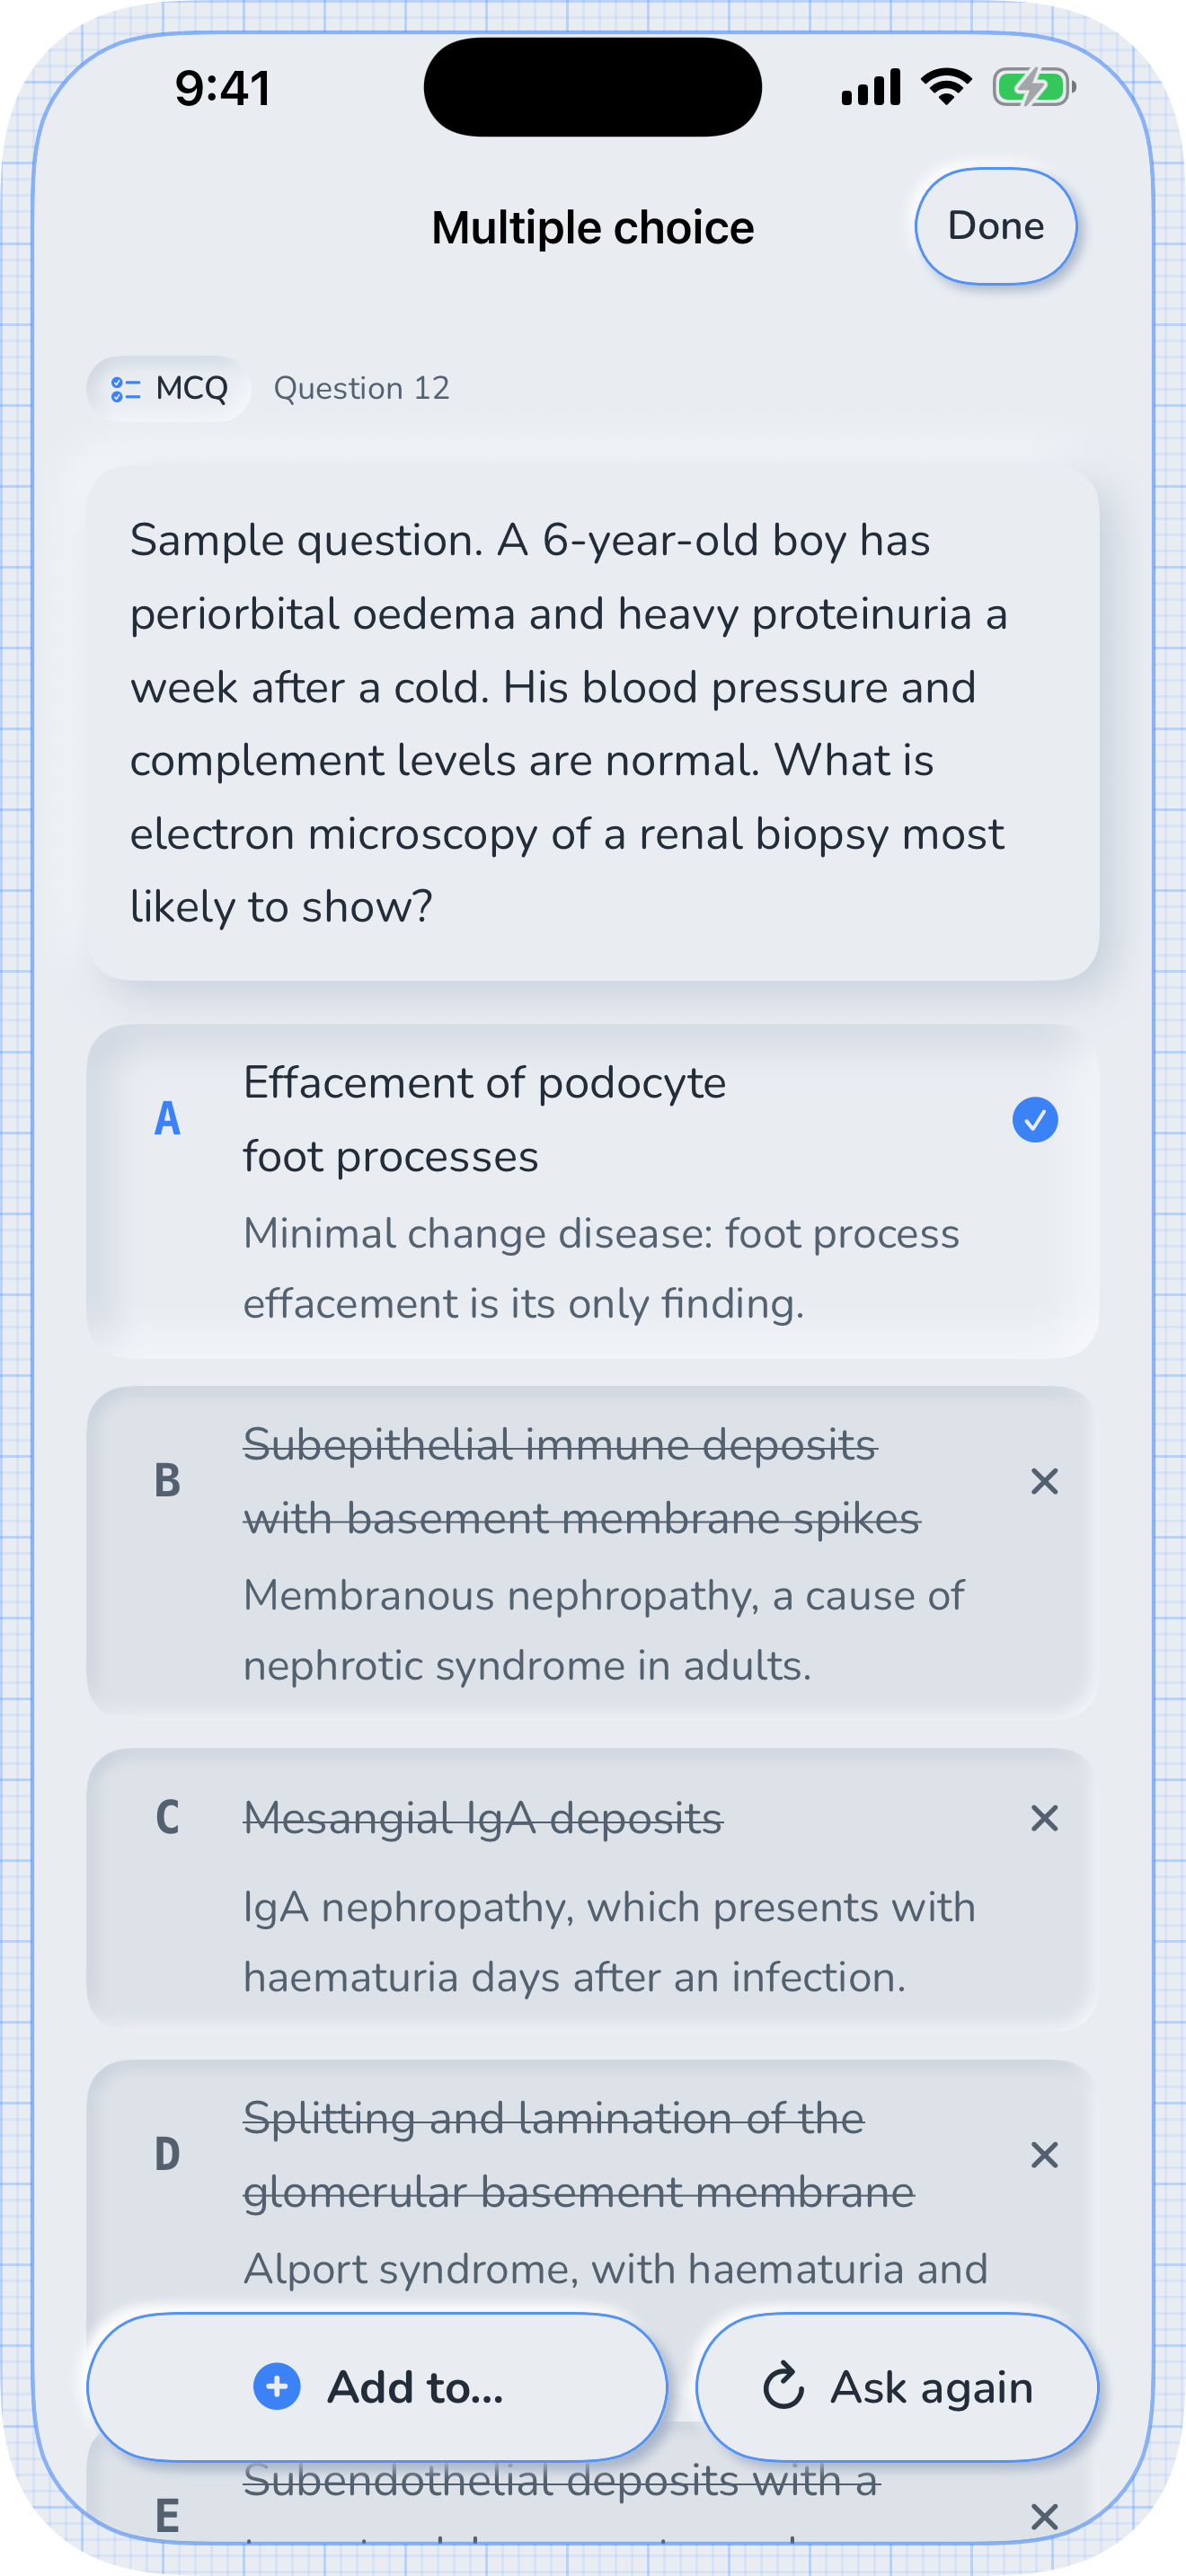 9:41
Multiple choice
Done
MCQ Question 12
Sample question. A 6-year-old boy has
periorbital oedema and heavy proteinuria a
week after a cold. His blood pressure and
complement levels are normal. What is
electron microscopy of a renal biopsy most
likely to show?
A
Effacement of podocyte
foot processes
Minimal change disease: foot process
effacement is its only finding.
B
Subepithelial immune deposits
with basement membrane spikes
Membranous nephropathy, a cause of
nephrotic syndrome in adults.
C
Mesangial IgA deposits
IgA nephropathy, which presents with
haematuria days after an infection.
D
Splitting and lamination of the
glomerular basement membrane
Alport syndrome, with haematuria and
Add to...
Ask again
E
Subendothelial deposits with a